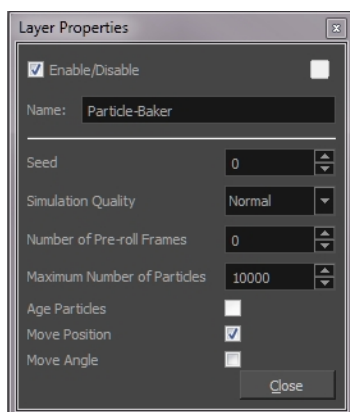 Layer Properties
Enable/Disable
Name: Particle-Baker
Seed 0
Simulation Quality Normal
Number of Pre-roll Frames 0
Maximum Number of Particles 10000
Age Particles
Move Position
Move Angle
Close